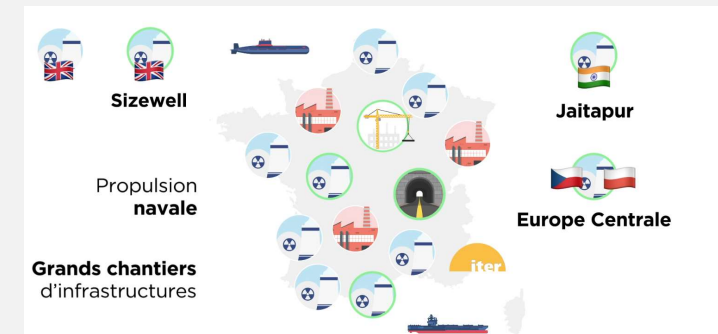 Sizewell
Jaitapur
Propulsion
navale
Europe Centrale
Grands chantiers
d'infrastructures
iter